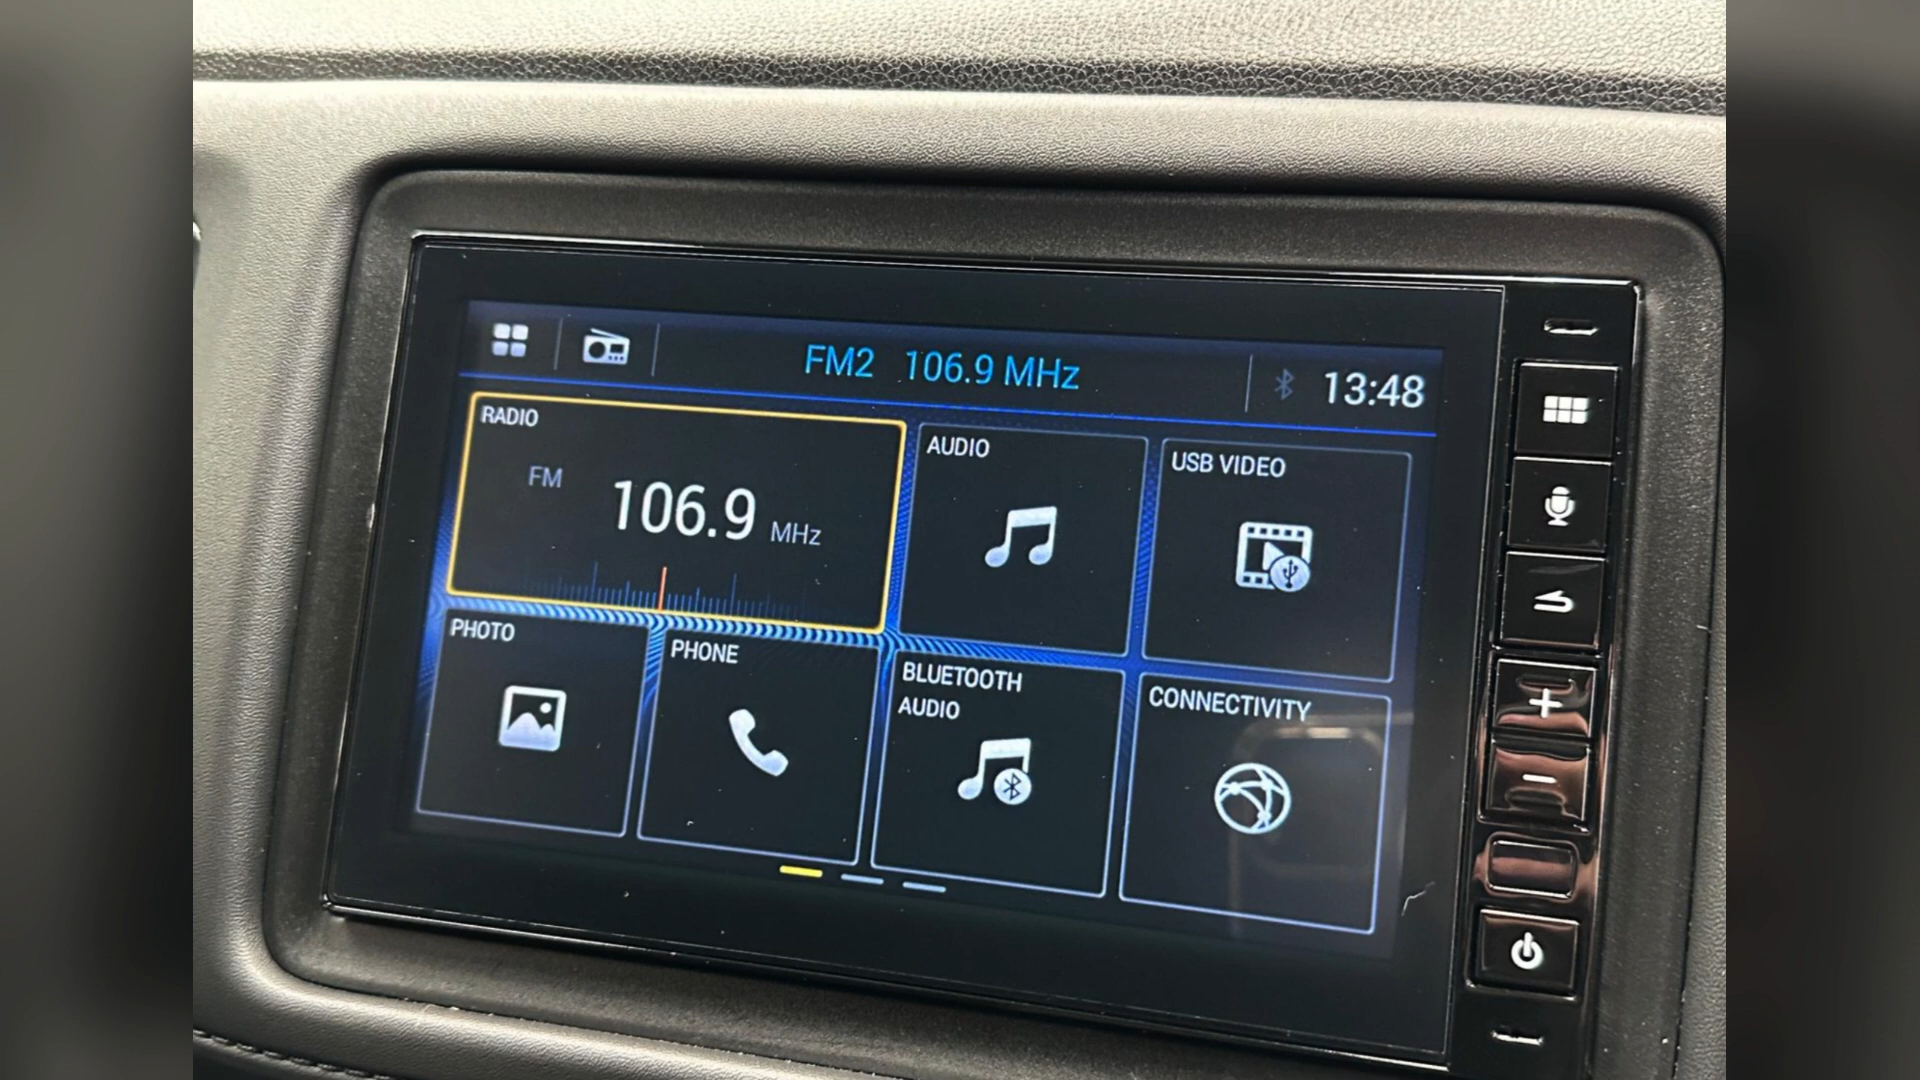 FM2 106.9 MHz
13:48
RADIO
FM 106.9 MHz
AUDIO
USB VIDEO
PHOTO
PHONE
BLUETOOTH
AUDIO
CONNECTIVITY